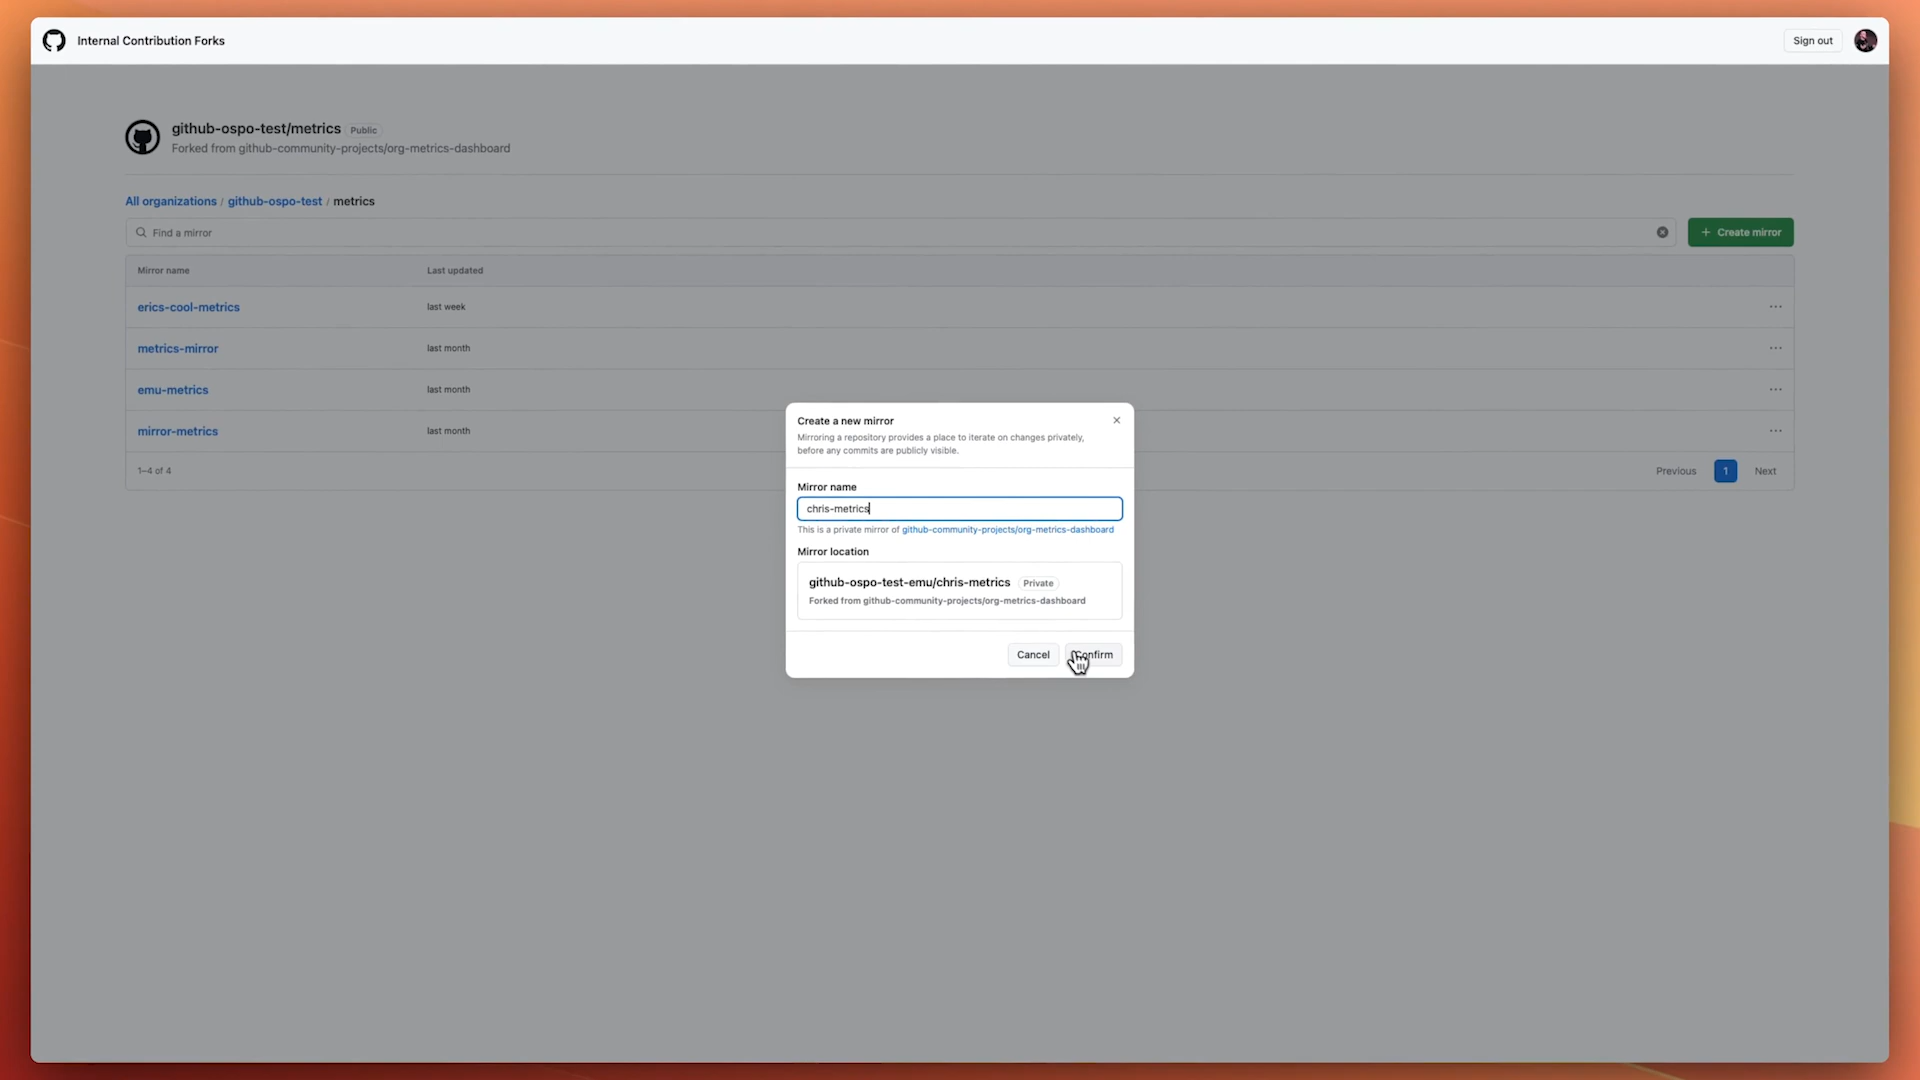 Internal Contribution Forks
Sign out
github-ospo-test/metrics Public
Forked from github-community-projects/org-metrics-dashboard
All organizations / github-ospo-test / metrics
Find a mirror
+ Create mirror
Mirror name Last updated
erics-cool-metrics last week
metrics-mirror last month
emu-metrics last month
mirror-metrics last month
1–4 of 4
Previous 1 Next
Create a new mirror
Mirroring a repository provides a place to iterate on changes privately,
before any commits are publicly visible.
Mirror name
chris-metrics
This is a private mirror of github-community-projects/org-metrics-dashboard
Mirror location
github-ospo-test-emu/chris-metrics Private
Forked from github-community-projects/org-metrics-dashboard
Cancel Confirm